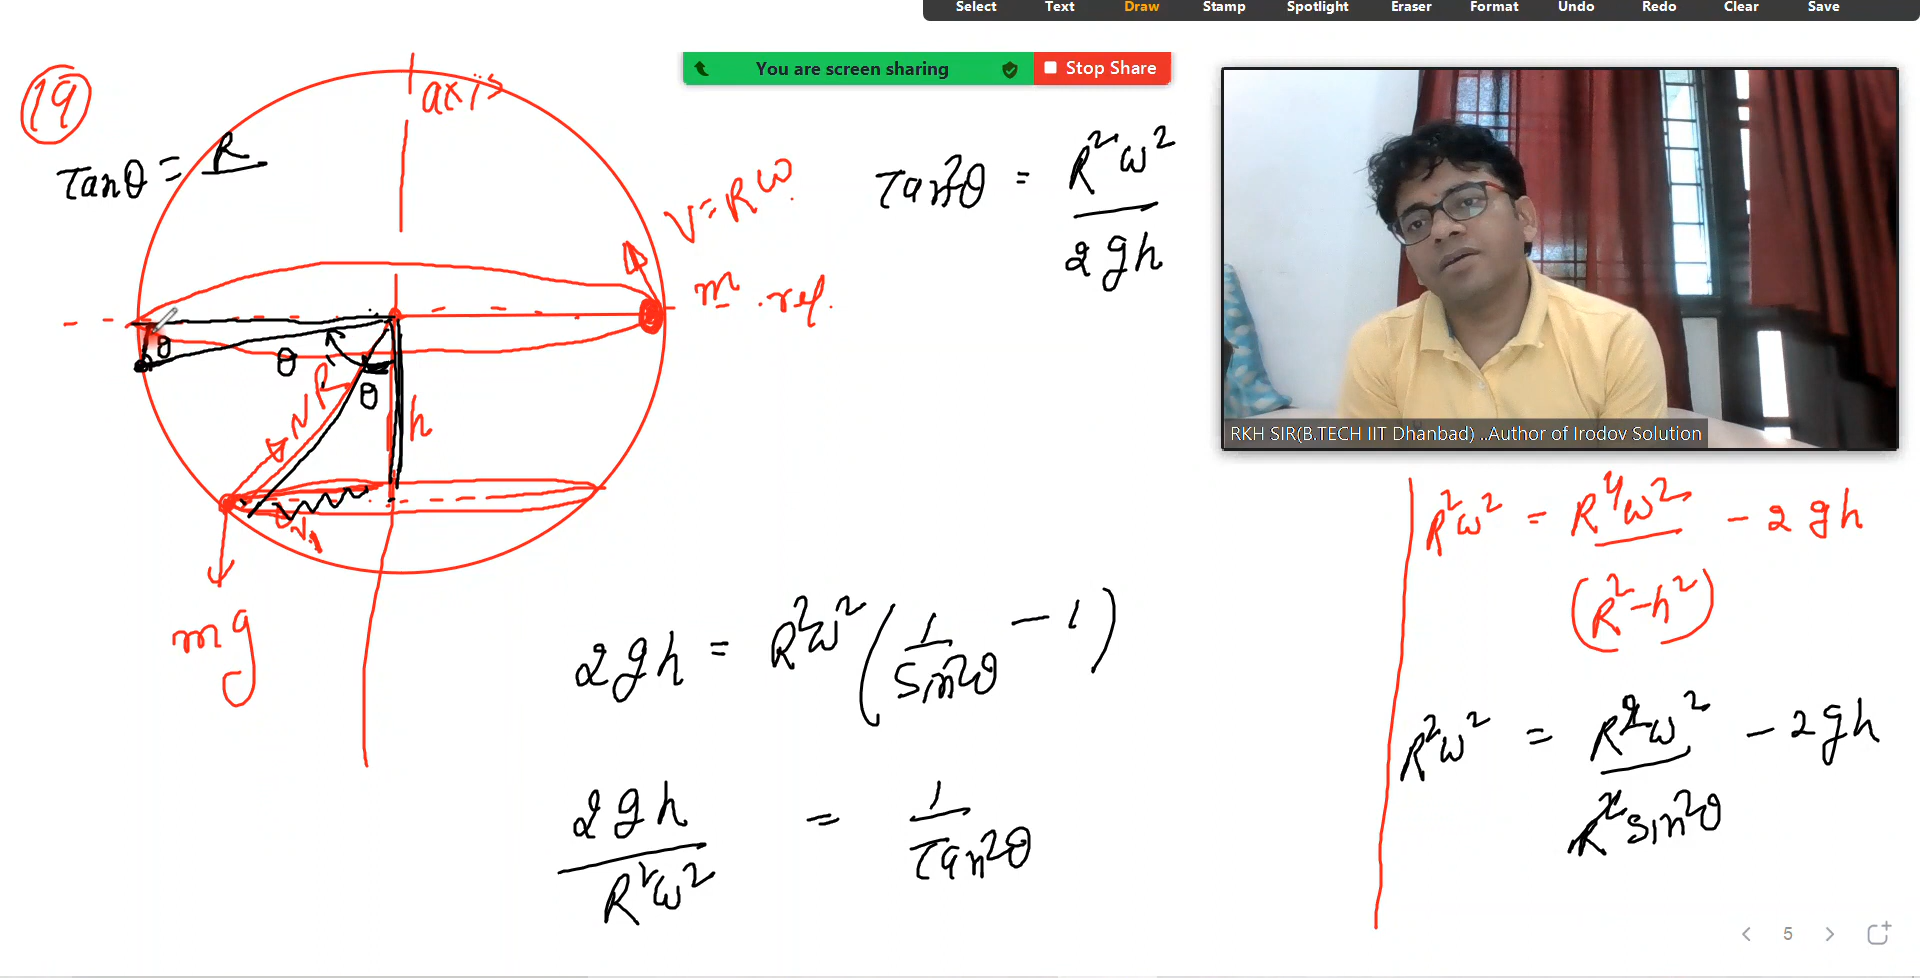 Select Text Draw Stamp Spotlight Eraser Format Undo Redo Clear Save
You are screen sharing Stop Share
19
axis
Tanθ = R
V = Rω
m ref.
Tan²θ = R²ω² / 2gh
θ
θ
θ
R
N
h
V₁
mg
RKH SIR(B.TECH IIT Dhanbad) ..Author of Irodov Solution
R²ω² = R⁴ω² / (R²-h²) - 2gh
2gh = R²ω² (1/Sin²θ - 1)
R²ω² = R⁴ω² / R²Sin²θ - 2gh
2gh / R²ω² = 1 / Tan²θ
5